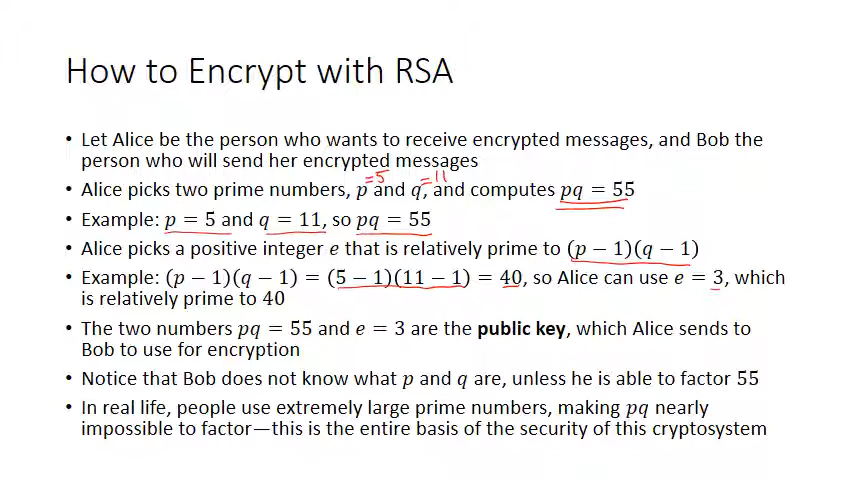 How to Encrypt with RSA
• Let Alice be the person who wants to receive encrypted messages, and Bob the
person who will send her encrypted messages
=5 =11
• Alice picks two prime numbers, p and q, and computes pq = 55
• Example: p = 5 and q = 11, so pq = 55
• Alice picks a positive integer e that is relatively prime to (p − 1)(q − 1)
• Example: (p − 1)(q − 1) = (5 − 1)(11 − 1) = 40, so Alice can use e = 3, which
is relatively prime to 40
• The two numbers pq = 55 and e = 3 are the public key, which Alice sends to
Bob to use for encryption
• Notice that Bob does not know what p and q are, unless he is able to factor 55
• In real life, people use extremely large prime numbers, making pq nearly
impossible to factor—this is the entire basis of the security of this cryptosystem